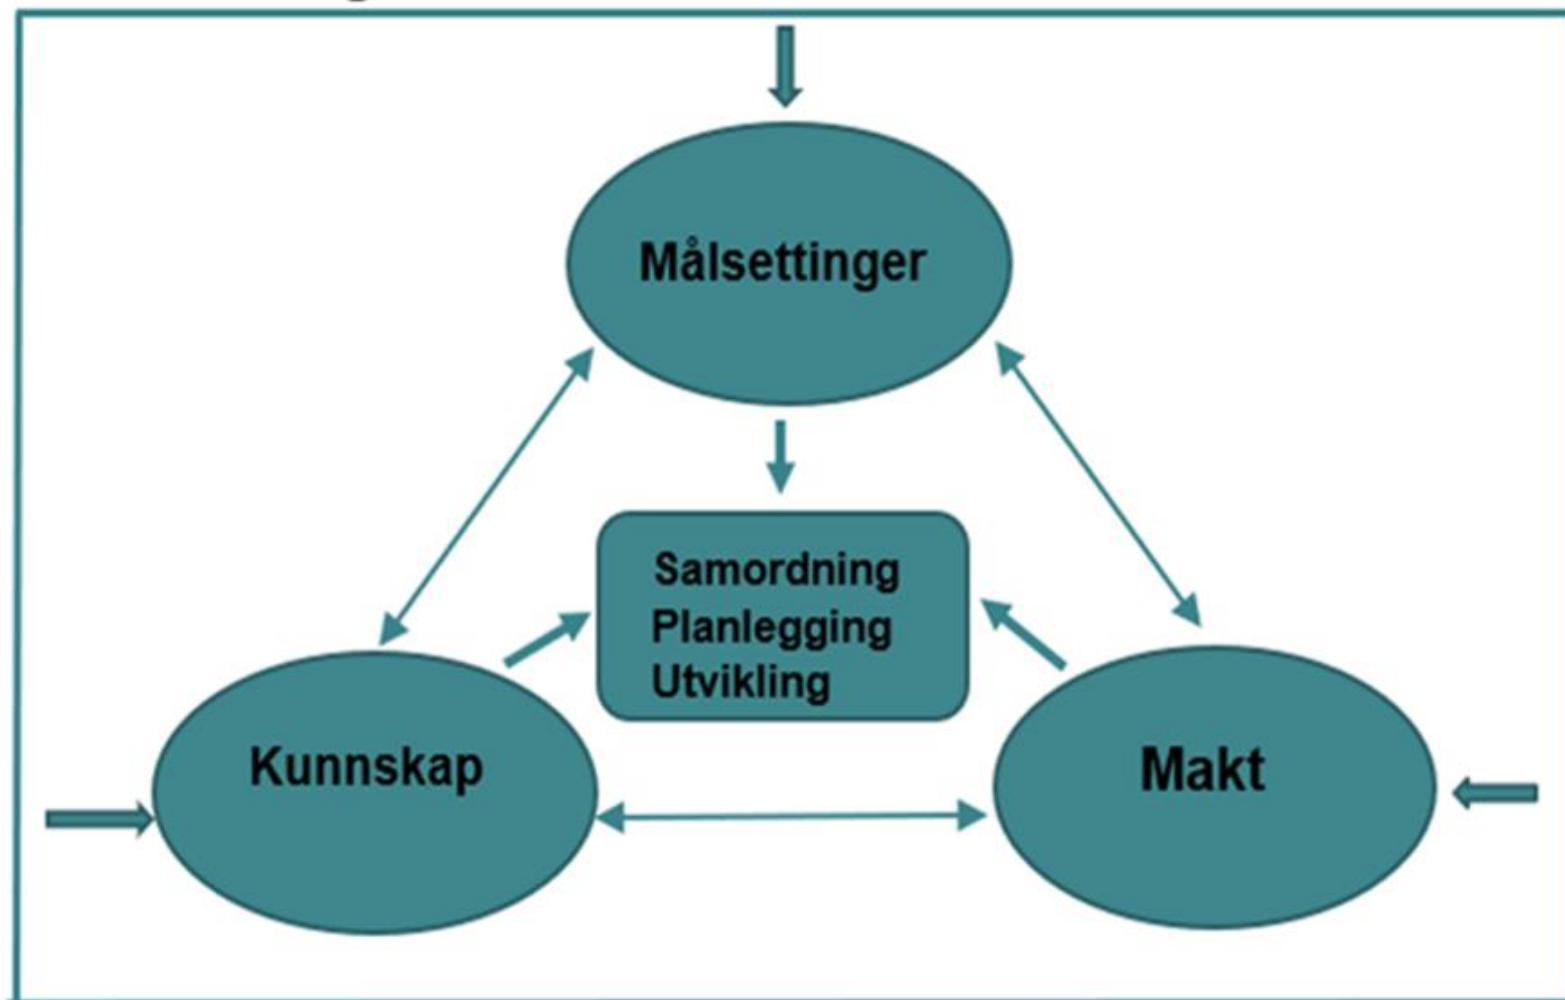 Målsettinger
Samordning
Planlegging
Utvikling
Kunnskap
Makt